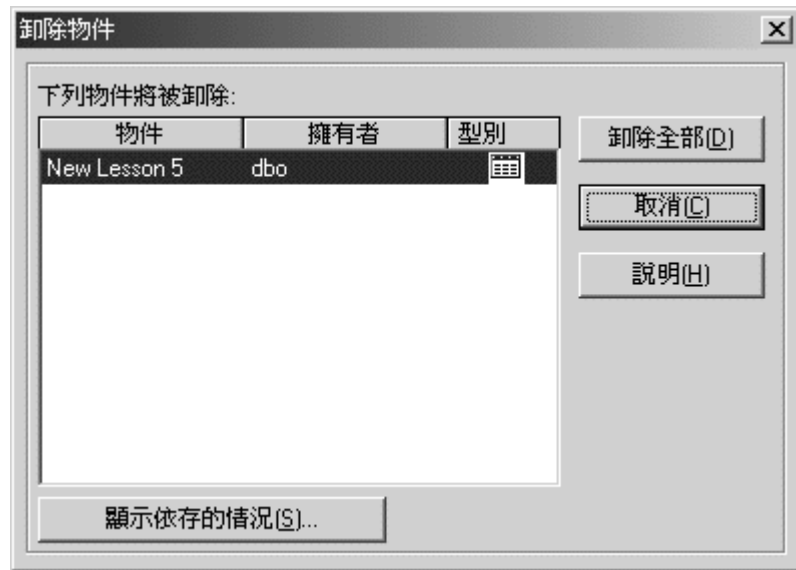 卸除物件
下列物件將被卸除:
物件 擁有者 型別
New Lesson 5 dbo
卸除全部(D)
取消(C)
說明(H)
顯示依存的情況(S)...